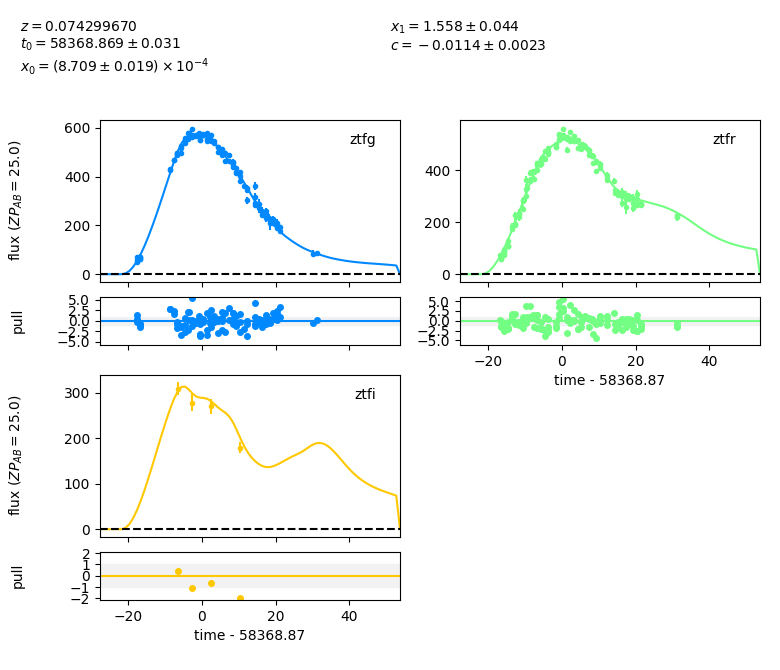 z = 0.074299670
t₀ = 58368.869 ± 0.031
x₀ = (8.709 ± 0.019) × 10⁻⁴
x₁ = 1.558 ± 0.044
c = −0.0114 ± 0.0023
flux (ZP_AB = 25.0)
600
400
200
0
ztfg
400
200
0
ztfr
pull
5.0
2.5
0.0
−2.5
−5.0
5.0
2.5
0.0
−2.5
−5.0
−20 0 20 40
time - 58368.87
flux (ZP_AB = 25.0)
300
200
100
0
ztfi
pull
2
1
0
−1
−2
−20 0 20 40
time - 58368.87